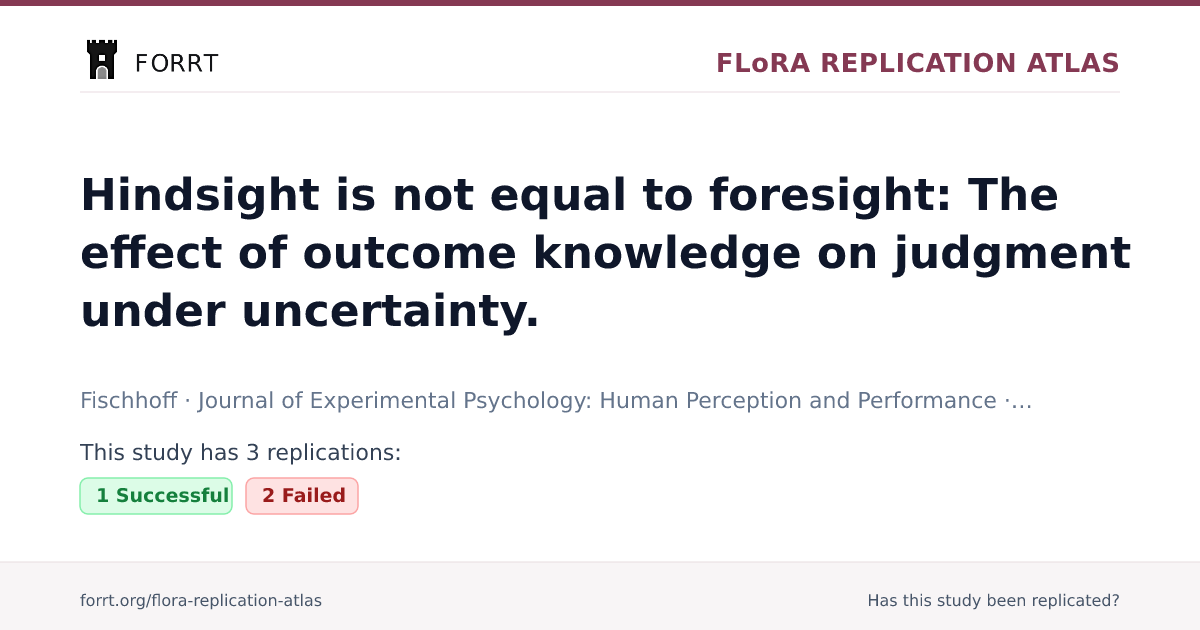 FORRT
FLoRA REPLICATION ATLAS
Hindsight is not equal to foresight: The
effect of outcome knowledge on judgment
under uncertainty.
Fischhoff · Journal of Experimental Psychology: Human Perception and Performance ·...
This study has 3 replications:
1 Successful 2 Failed
forrt.org/flora-replication-atlas
Has this study been replicated?